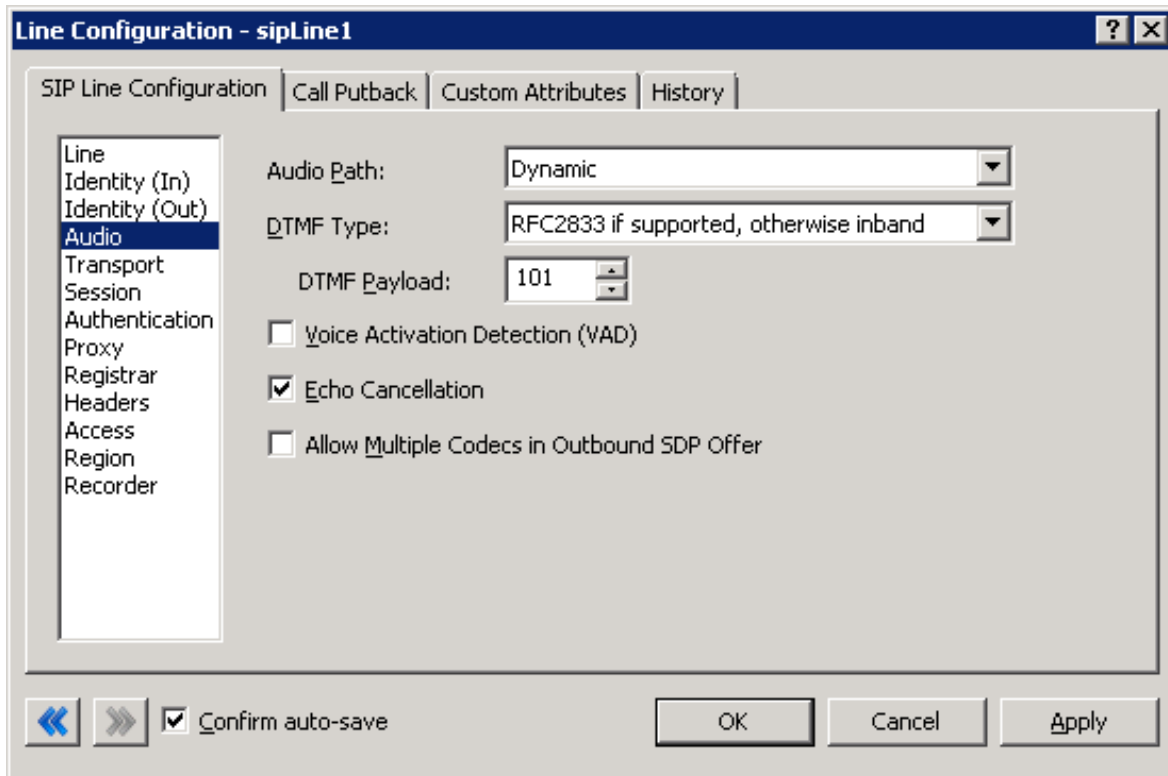 Line Configuration - sipLine1
SIP Line Configuration
Call Putback
Custom Attributes
History
Line
Identity (In)
Identity (Out)
Audio
Transport
Session
Authentication
Proxy
Registrar
Headers
Access
Region
Recorder
Audio Path: Dynamic
DTMF Type: RFC2833 if supported, otherwise inband
DTMF Payload: 101
Voice Activation Detection (VAD)
Echo Cancellation
Allow Multiple Codecs in Outbound SDP Offer
Confirm auto-save
OK
Cancel
Apply